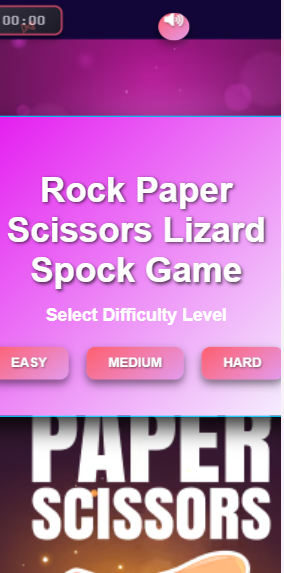 00:00
Rock Paper
Scissors Lizard
Spock Game
Select Difficulty Level
EASY MEDIUM HARD
PAPER
SCISSORS